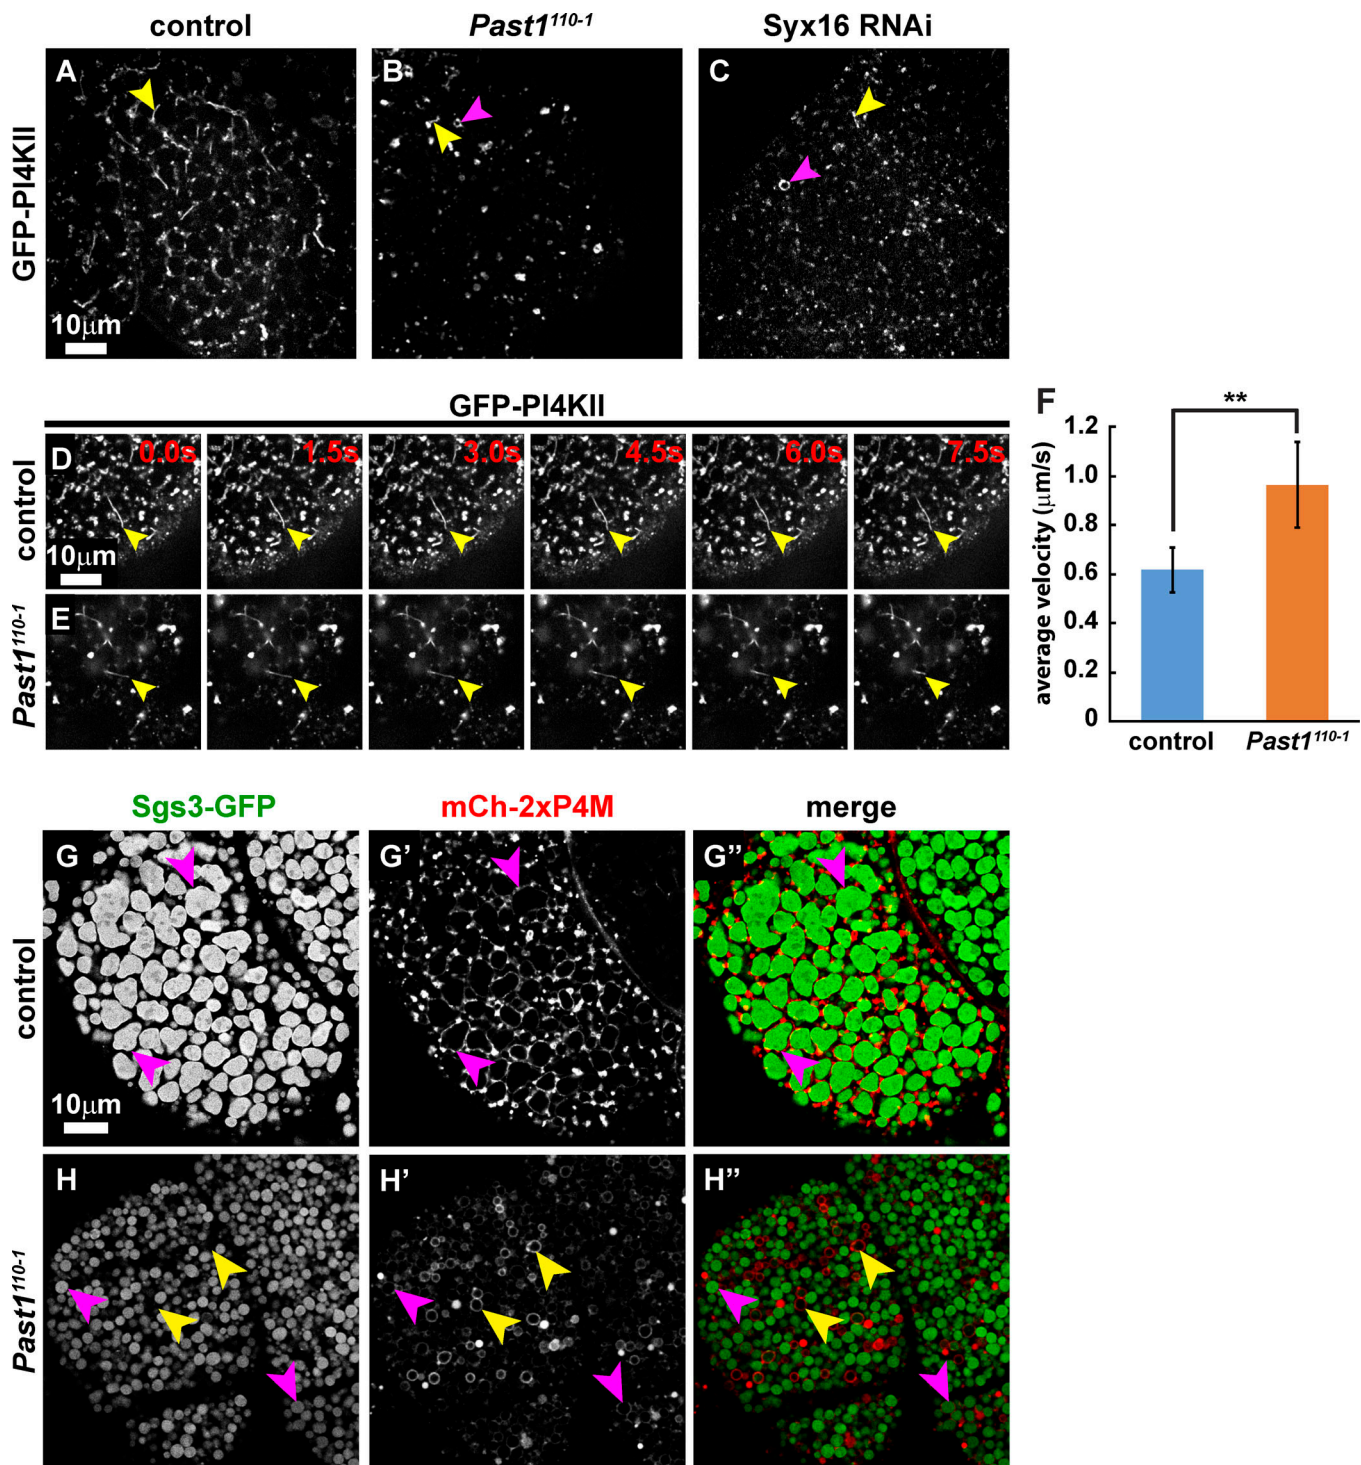 control
Past1¹¹⁰⁻¹
Syx16 RNAi
GFP-PI4KII
A
B
C
10μm
GFP-PI4KII
control
D
0.0s
1.5s
3.0s
4.5s
6.0s
7.5s
10μm
Past1¹¹⁰⁻¹
E
F
**
average velocity (μm/s)
1.2
1.0
0.8
0.6
0.4
0.2
0
control
Past1¹¹⁰⁻¹
Sgs3-GFP
mCh-2xP4M
merge
control
G
G’
G’’
10μm
Past1¹¹⁰⁻¹
H
H’
H’’